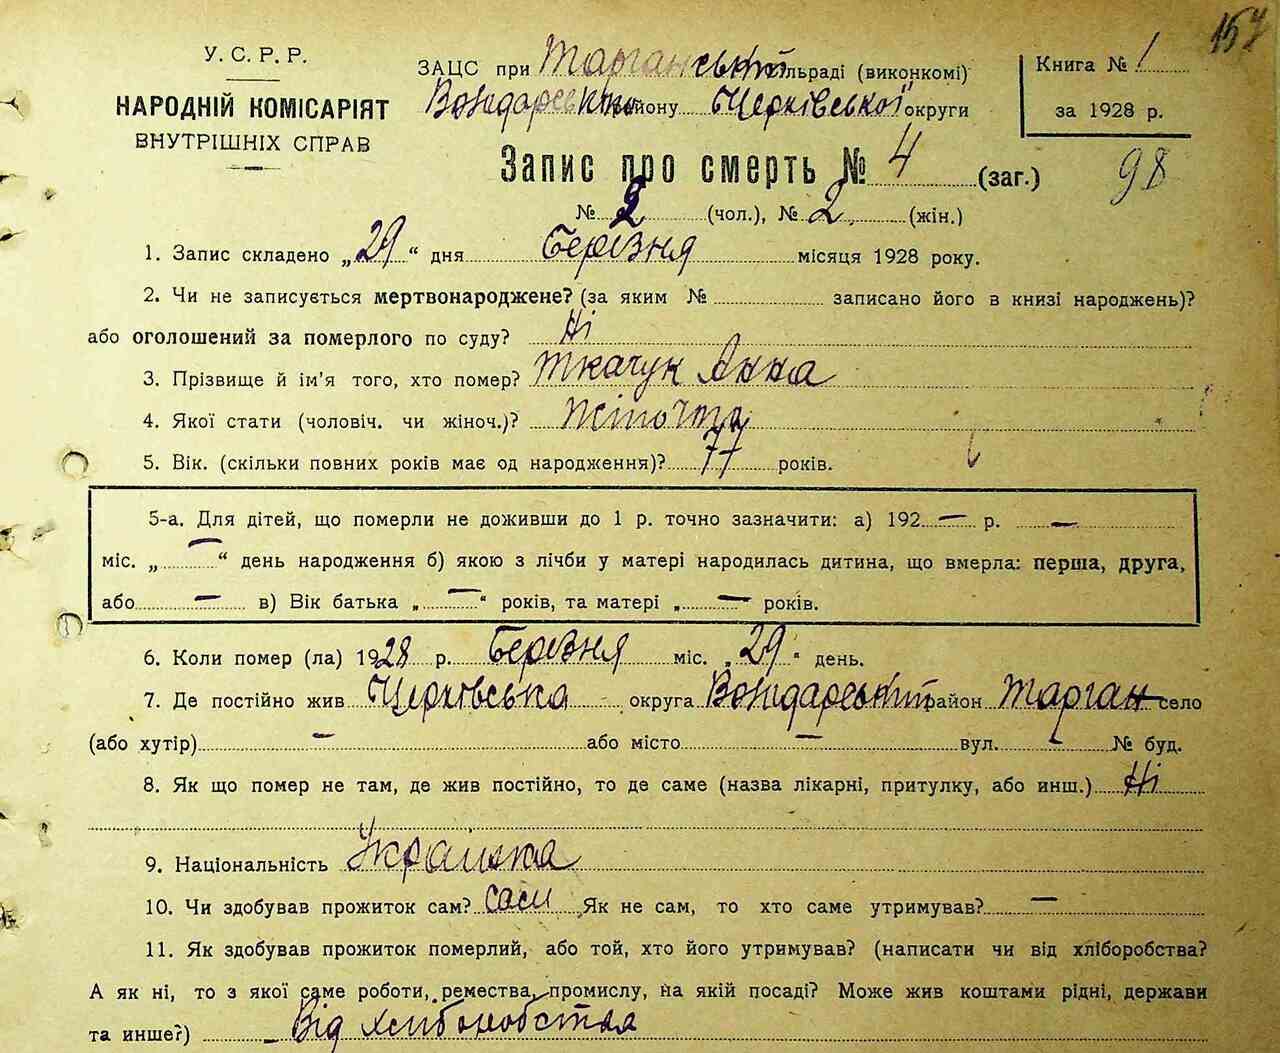 157
У. С. Р. Р.
НАРОДНІЙ КОМІСАРІЯТ
ВНУТРІШНІХ СПРАВ
ЗАЦС при Тарганський сільраді (виконкомі)
району округи
Книга № 1
за 1928 р.
Запис про смерть № 4 (заг.)
98
№ 2 (чол.), № 2 (жін.)
1. Запис складено „29“ дня Березня місяця 1928 року.
2. Чи не записується мертвонароджене? (за яким № записано його в книзі народжень)?
або оголошений за померлого по суду? Ні
3. Прізвище й ім'я того, хто помер? Ткачук Анна
4. Якої стати (чоловіч. чи жіноч.)?
5. Вік. (скільки повних років має од народження)? 77 років.
5-а. Для дітей, що померли не доживши до 1 р. точно зазначити: а) 192 — р. —
міс. „ — “ день народження б) якою з лічби у матері народилась дитина, що вмерла: перша, друга,
або — в) Вік батька „ — “ років, та матері „ — років.
6. Коли помер (ла) 1928 р. Березня міс. „29“ день.
7. Де постійно жив округа район Тарган село
(або хутір) — або місто — вул. - № буд.
8. Як що помер не там, де жив постійно, то де саме (назва лікарні, притулку, або инш.) Ні
9. Національність Українка
10. Чи здобував прожиток сам? сам Як не сам, то хто саме утримував? —
11. Як здобував прожиток померлий, або той, хто його утримував? (написати чи від хліборобства?
А як ні, то з якої саме роботи, ремества, промислу, на якій посаді? Може жив коштами рідні, держави
та инше?) Від хліборобства